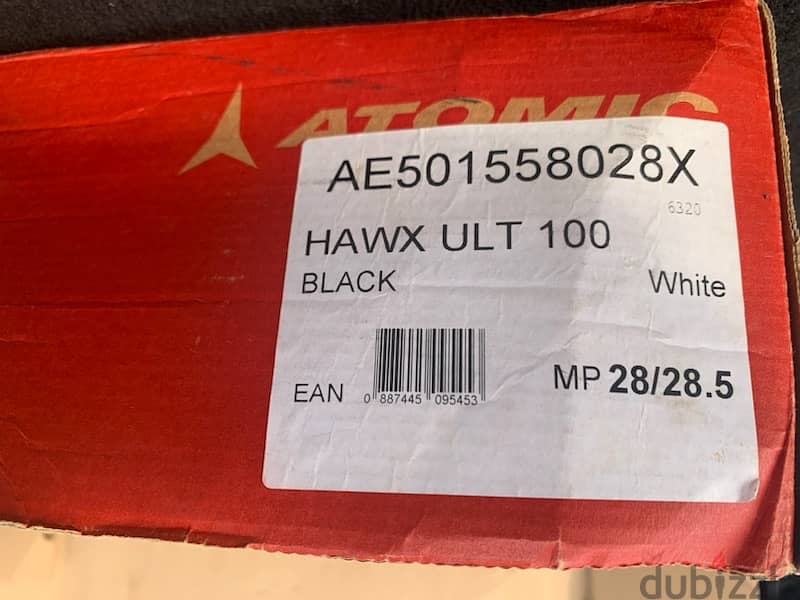 ATOMIC
AE501558028X
6320
HAWX ULT 100
BLACK White
EAN 0 887445 095453 MP 28/28.5
dubizzle